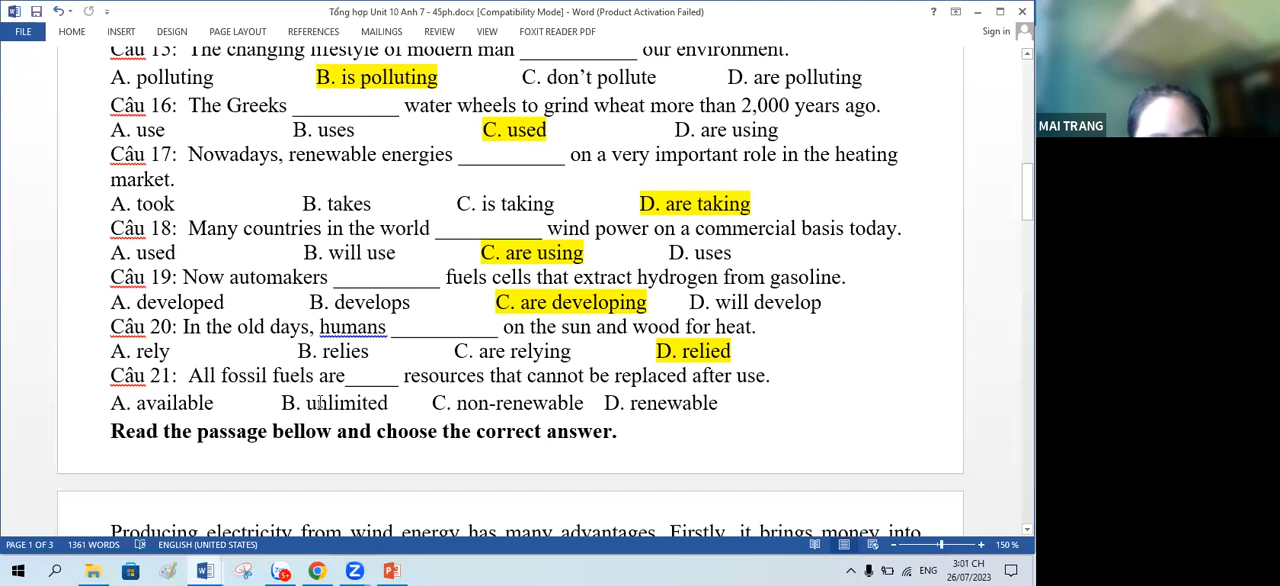 Tổng hợp Unit 10 Anh 7 - 45ph.docx [Compatibility Mode] - Word (Product Activation Failed)
FILE HOME INSERT DESIGN PAGE LAYOUT REFERENCES MAILINGS REVIEW VIEW FOXIT READER PDF Sign in
Câu 15: The changing lifestyle of modern man ___________ our environment.
A. polluting B. is polluting C. don't pollute D. are polluting
Câu 16: The Greeks __________ water wheels to grind wheat more than 2,000 years ago.
A. use B. uses C. used D. are using
Câu 17: Nowadays, renewable energies __________ on a very important role in the heating
market.
A. took B. takes C. is taking D. are taking
Câu 18: Many countries in the world __________ wind power on a commercial basis today.
A. used B. will use C. are using D. uses
Câu 19: Now automakers __________ fuels cells that extract hydrogen from gasoline.
A. developed B. develops C. are developing D. will develop
Câu 20: In the old days, humans __________ on the sun and wood for heat.
A. rely B. relies C. are relying D. relied
Câu 21: All fossil fuels are_____ resources that cannot be replaced after use.
A. available B. unlimited C. non-renewable D. renewable
Read the passage bellow and choose the correct answer.
Producing electricity from wind energy has many advantages. Firstly, it brings money into
PAGE 1 OF 3 1361 WORDS ENGLISH (UNITED STATES) 150 %
ENG 3:01 CH
26/07/2023
MAI TRANG